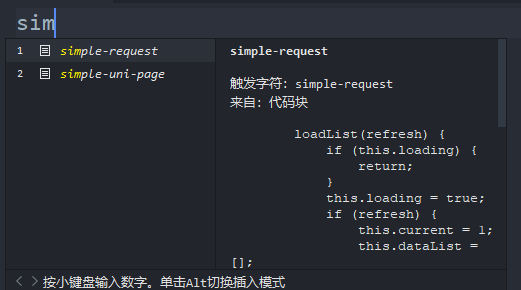 sim
1 simple-request
2 simple-uni-page
simple-request
触发字符: simple-request
来自: 代码块
loadList(refresh) {
if (this.loading) {
return;
}
this.loading = true;
if (refresh) {
this.current = 1;
this.dataList =
[];
按小键盘输入数字。单击Alt切换插入模式